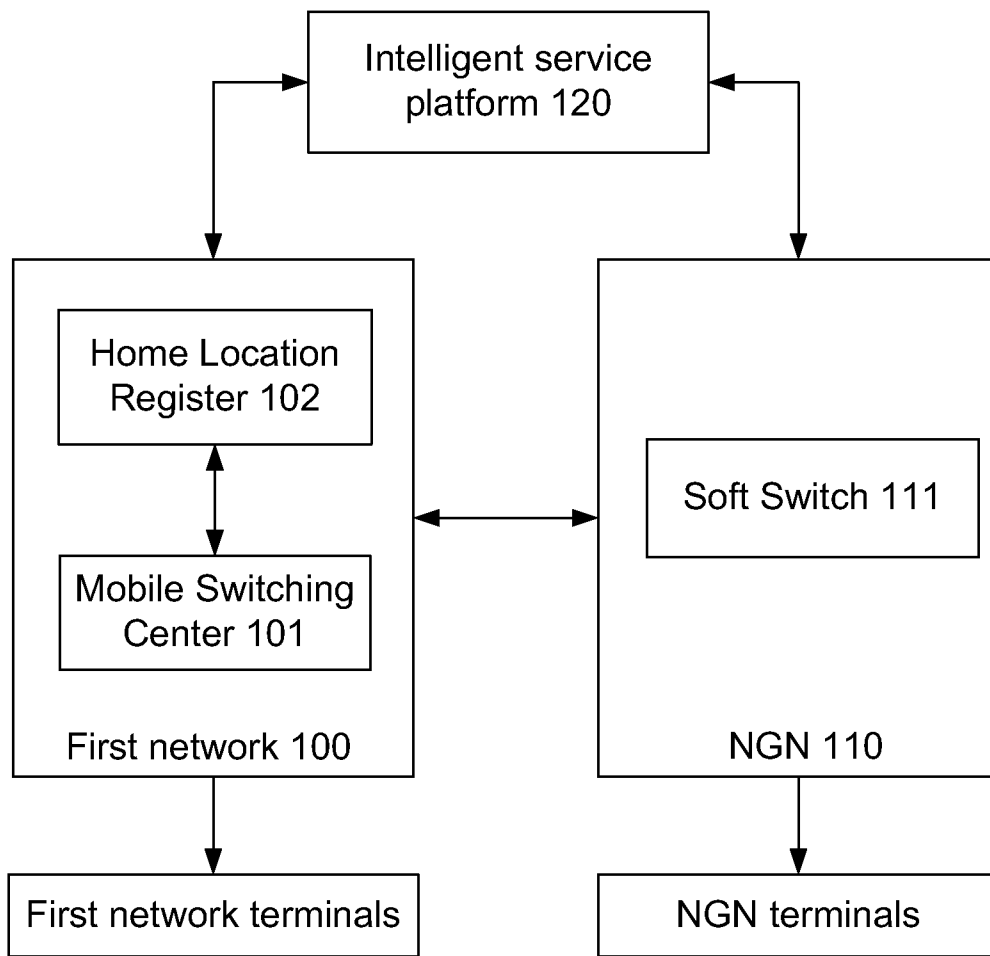 Intelligent service
platform 120
Home Location
Register 102
Mobile Switching
Center 101
First network 100
Soft Switch 111
NGN 110
First network terminals
NGN terminals